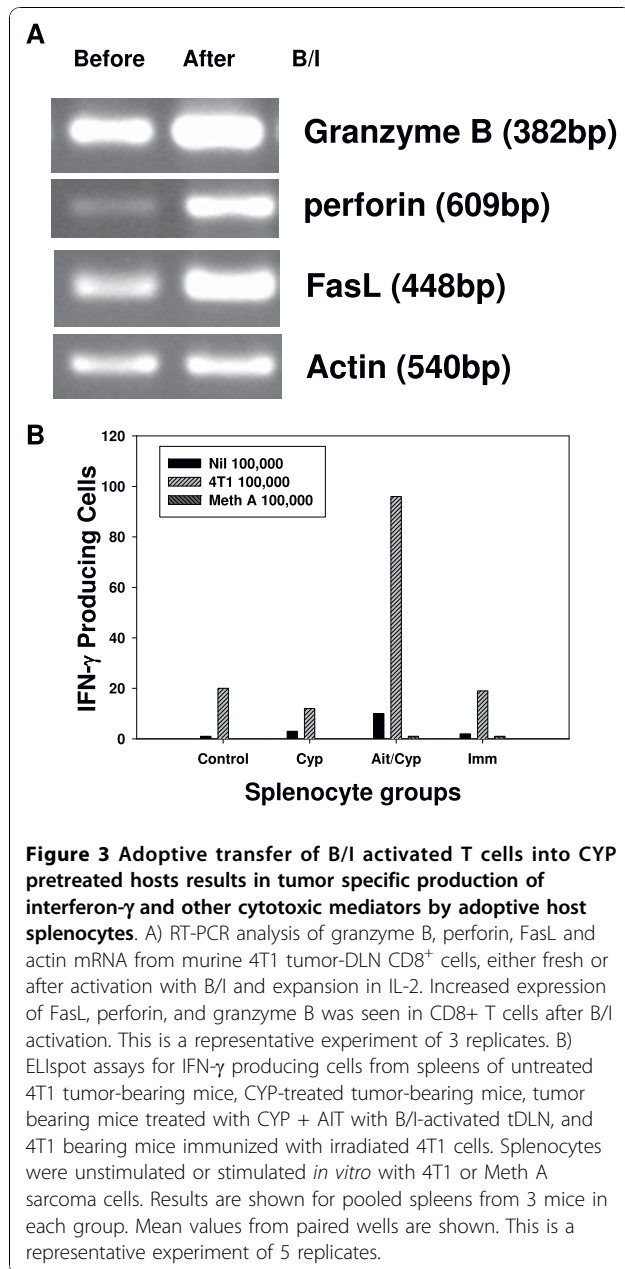 A
Before After B/I
Granzyme B (382bp)
perforin (609bp)
FasL (448bp)
Actin (540bp)
B
120
100
80
60
40
20
0
IFN-γ Producing Cells
Nil 100,000
4T1 100,000
Meth A 100,000
Control Cyp Ait/Cyp Imm
Splenocyte groups
Figure 3 Adoptive transfer of B/I activated T cells into CYP
pretreated hosts results in tumor specific production of
interferon-γ and other cytotoxic mediators by adoptive host
splenocytes. A) RT-PCR analysis of granzyme B, perforin, FasL and
actin mRNA from murine 4T1 tumor-DLN CD8+ cells, either fresh or
after activation with B/I and expansion in IL-2. Increased expression
of FasL, perforin, and granzyme B was seen in CD8+ T cells after B/I
activation. This is a representative experiment of 3 replicates. B)
ELIspot assays for IFN-γ producing cells from spleens of untreated
4T1 tumor-bearing mice, CYP-treated tumor-bearing mice, tumor
bearing mice treated with CYP + AIT with B/I-activated tDLN, and
4T1 bearing mice immunized with irradiated 4T1 cells. Splenocytes
were unstimulated or stimulated in vitro with 4T1 or Meth A
sarcoma cells. Results are shown for pooled spleens from 3 mice in
each group. Mean values from paired wells are shown. This is a
representative experiment of 5 replicates.